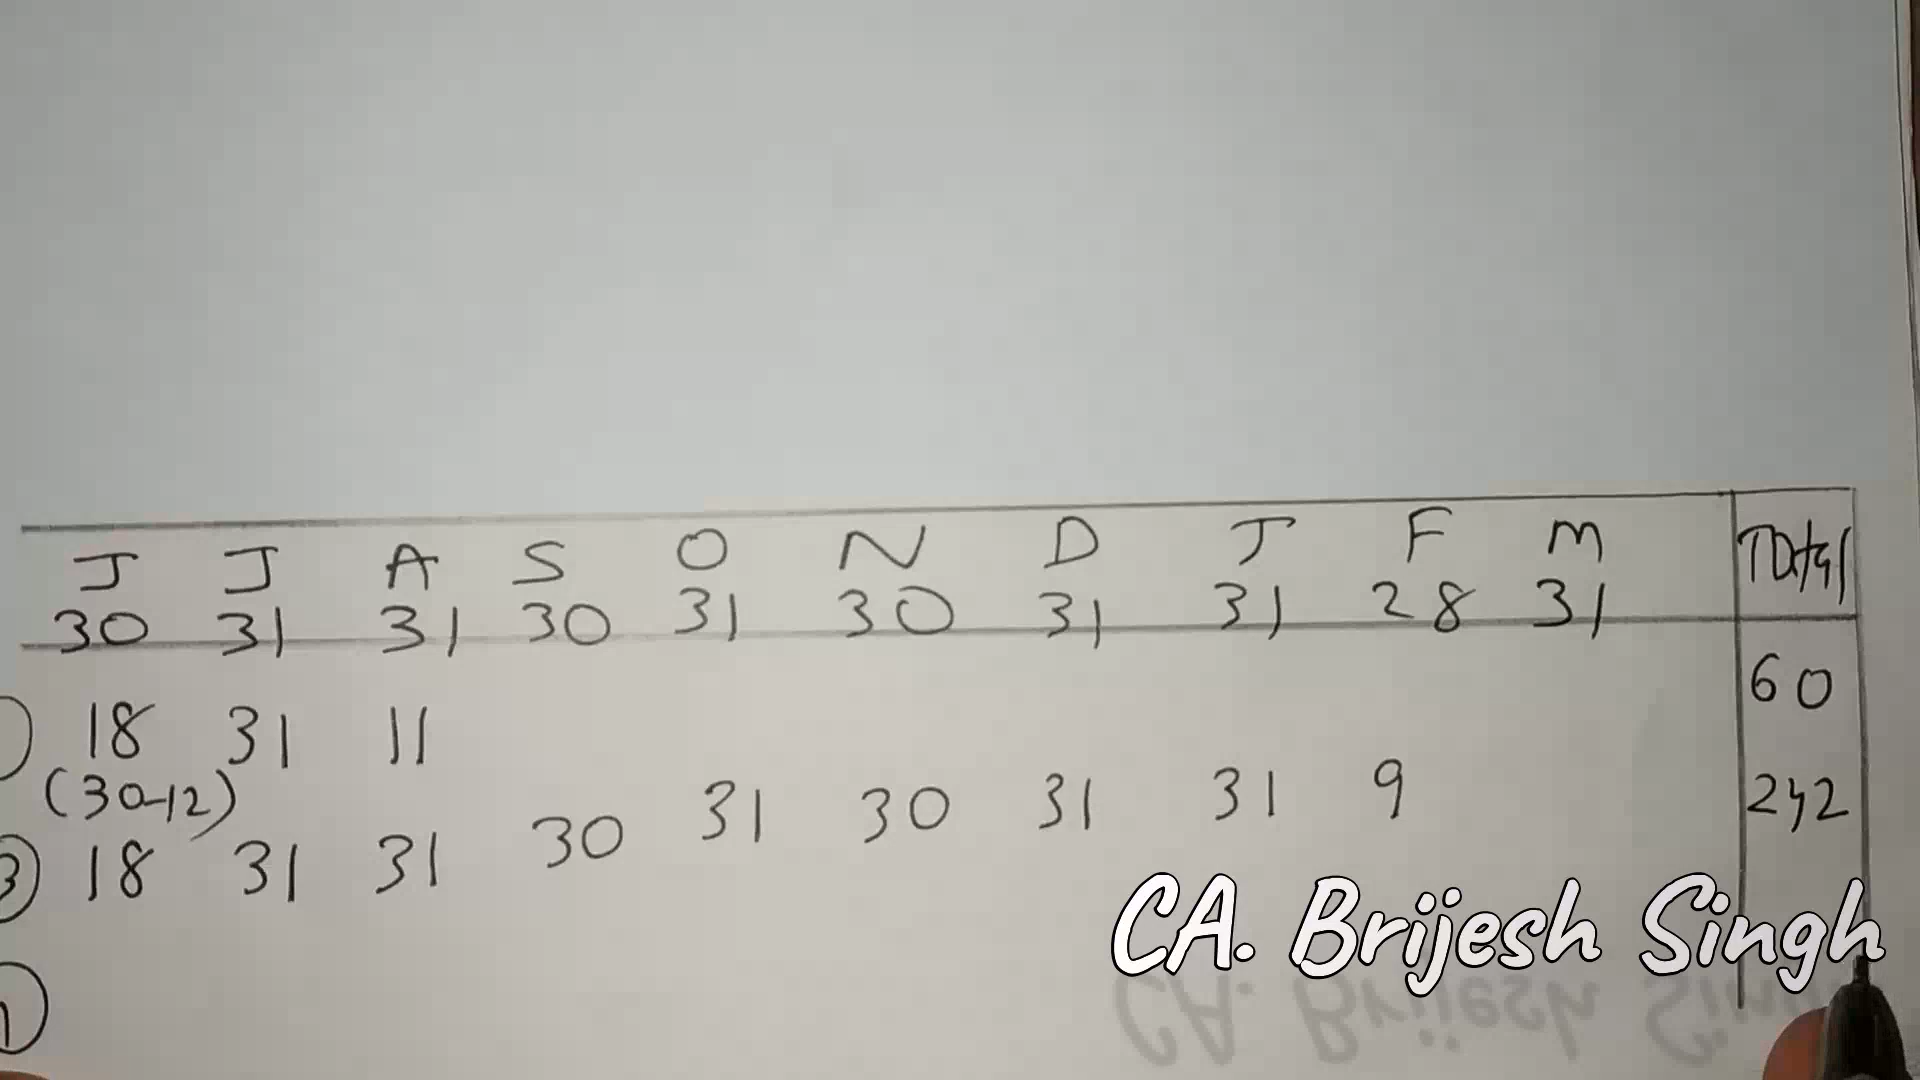 J J A S O N D J F M Total
30 31 31 30 31 30 31 31 28 31
18 31 11 60
(30-12)
3 18 31 31 30 31 30 31 31 9 242
1
CA. Brijesh Singh